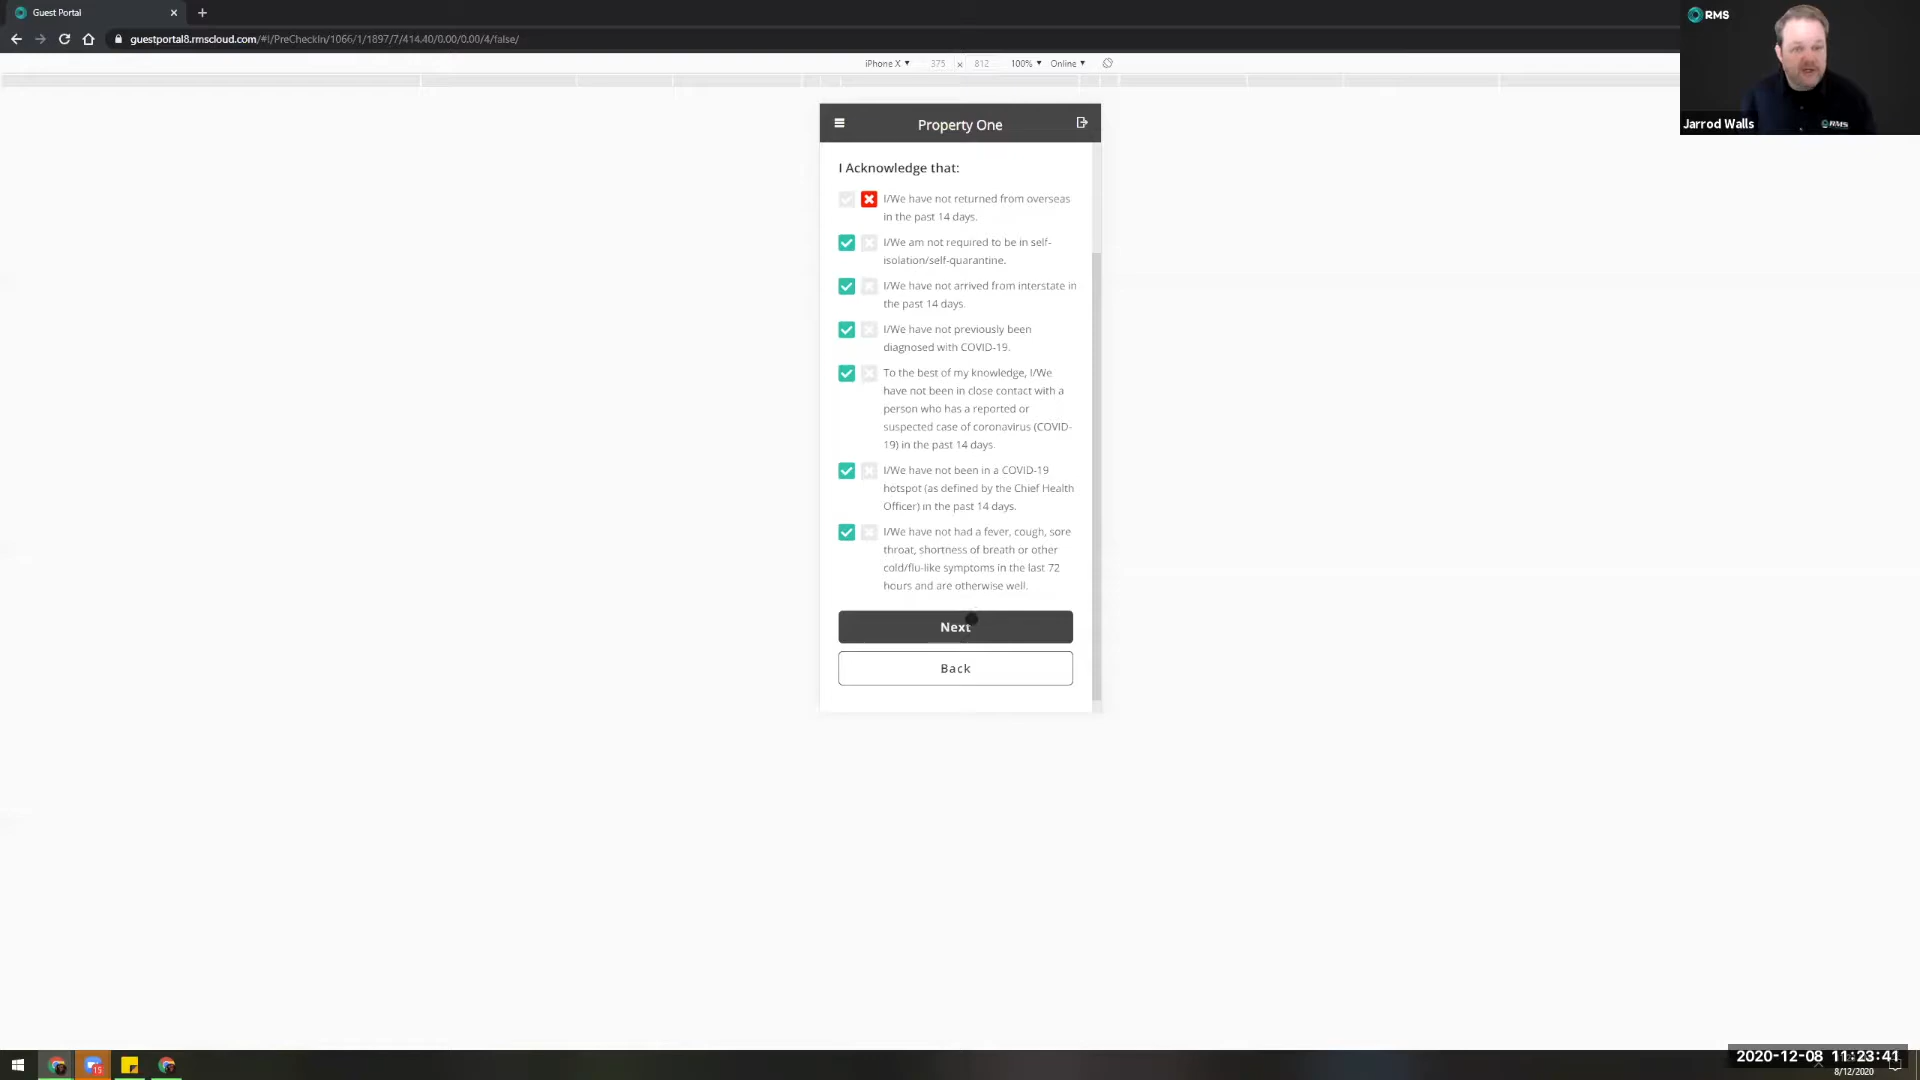 Guest Portal
guestportal8.rmscloud.com/#!/PreCheckIn/1066/1/1897/7/414.40/0.00/0.00/4/false/
iPhone X 375 x 812 100% Online
RMS
Jarrod Walls
RMS
Property One
I Acknowledge that:
I/We have not returned from overseas
in the past 14 days.
I/We am not required to be in self-
isolation/self-quarantine.
I/We have not arrived from interstate in
the past 14 days.
I/We have not previously been
diagnosed with COVID-19.
To the best of my knowledge, I/We
have not been in close contact with a
person who has a reported or
suspected case of coronavirus (COVID-
19) in the past 14 days.
I/We have not been in a COVID-19
hotspot (as defined by the Chief Health
Officer) in the past 14 days.
I/We have not had a fever, cough, sore
throat, shortness of breath or other
cold/flu-like symptoms in the last 72
hours and are otherwise well.
Next
Back
15
2020-12-08 11:23:41
8/12/2020